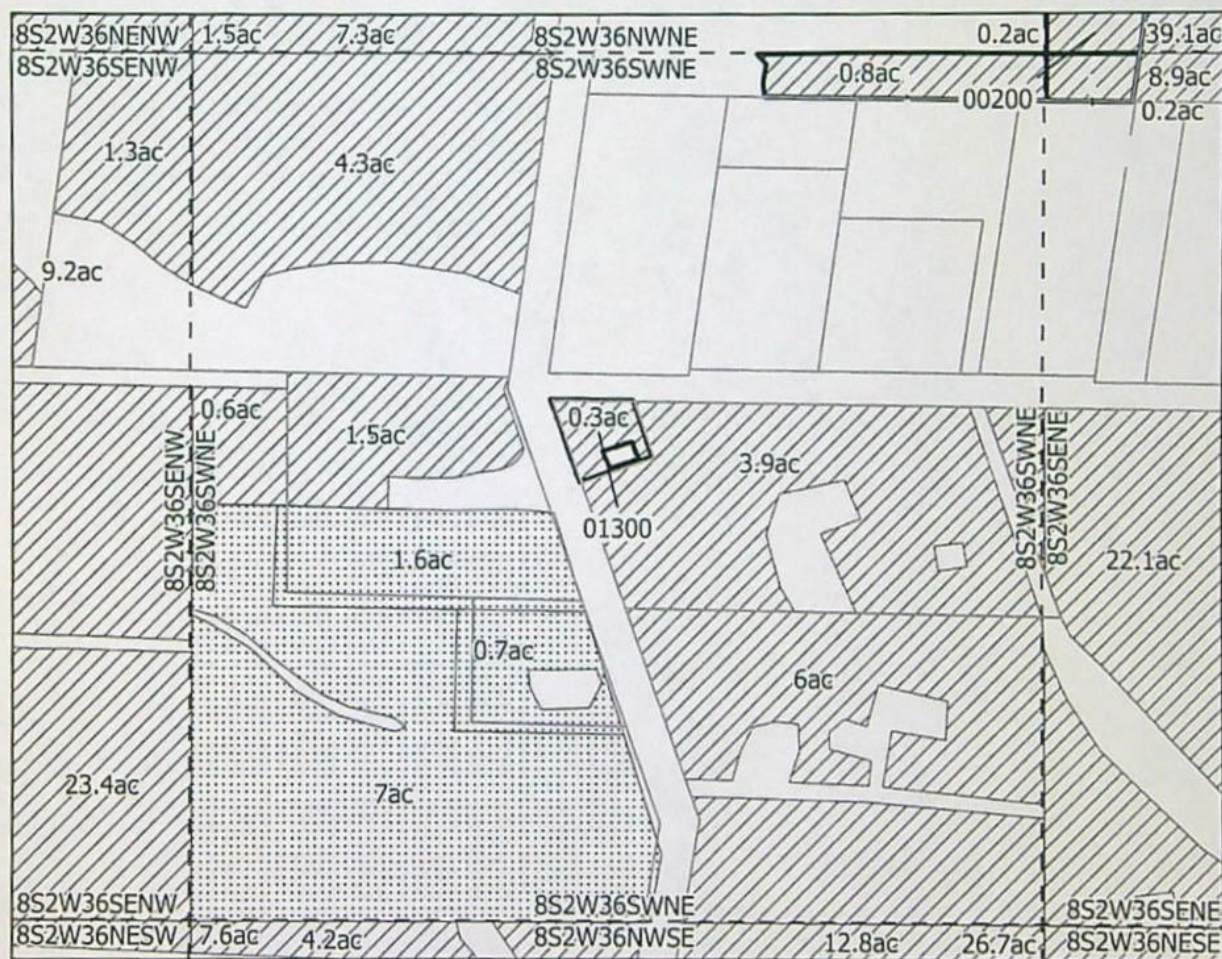 8S2W36NENW 1.5ac 7.3ac 8S2W36NWNE 0.2ac 39.1ac
8S2W36SENW 8S2W36SWNE 0.8ac 8.9ac
00200 0.2ac
1.3ac 4.3ac
9.2ac
0.6ac 1.5ac 0.3ac 3.9ac
8S2W36SENW
8S2W36SWNE
01300
8S2W36SWNE
8S2W36SENE
1.6ac 22.1ac
0.7ac 6ac
23.4ac 7ac
8S2W36SENW 8S2W36SWNE 8S2W36SENE
8S2W36NESW 7.6ac 4.2ac 8S2W36NWSE 12.8ac 26.7ac 8S2W36NESE